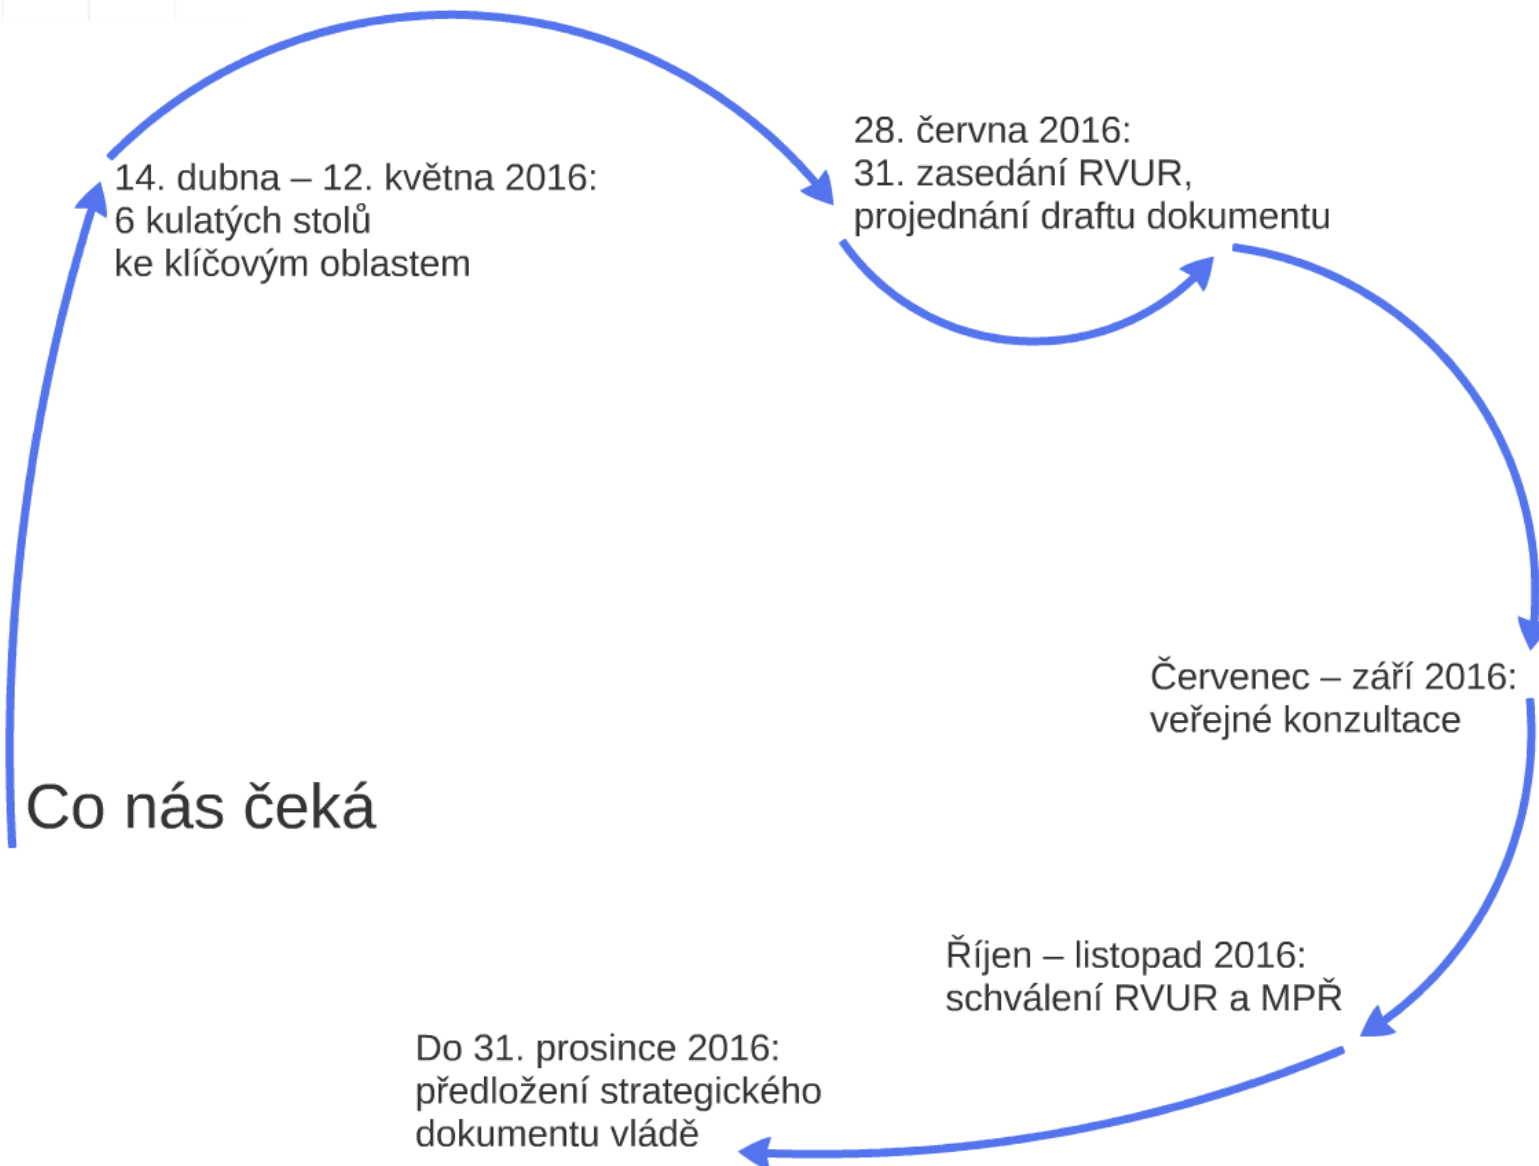 14. dubna – 12. května 2016:
6 kulatých stolů
ke klíčovým oblastem
28. června 2016:
31. zasedání RVUR,
projednání draftu dokumentu
Červenec – září 2016:
veřejné konzultace
Co nás čeká
Říjen – listopad 2016:
schválení RVUR a MPŘ
Do 31. prosince 2016:
předložení strategického
dokumentu vládě